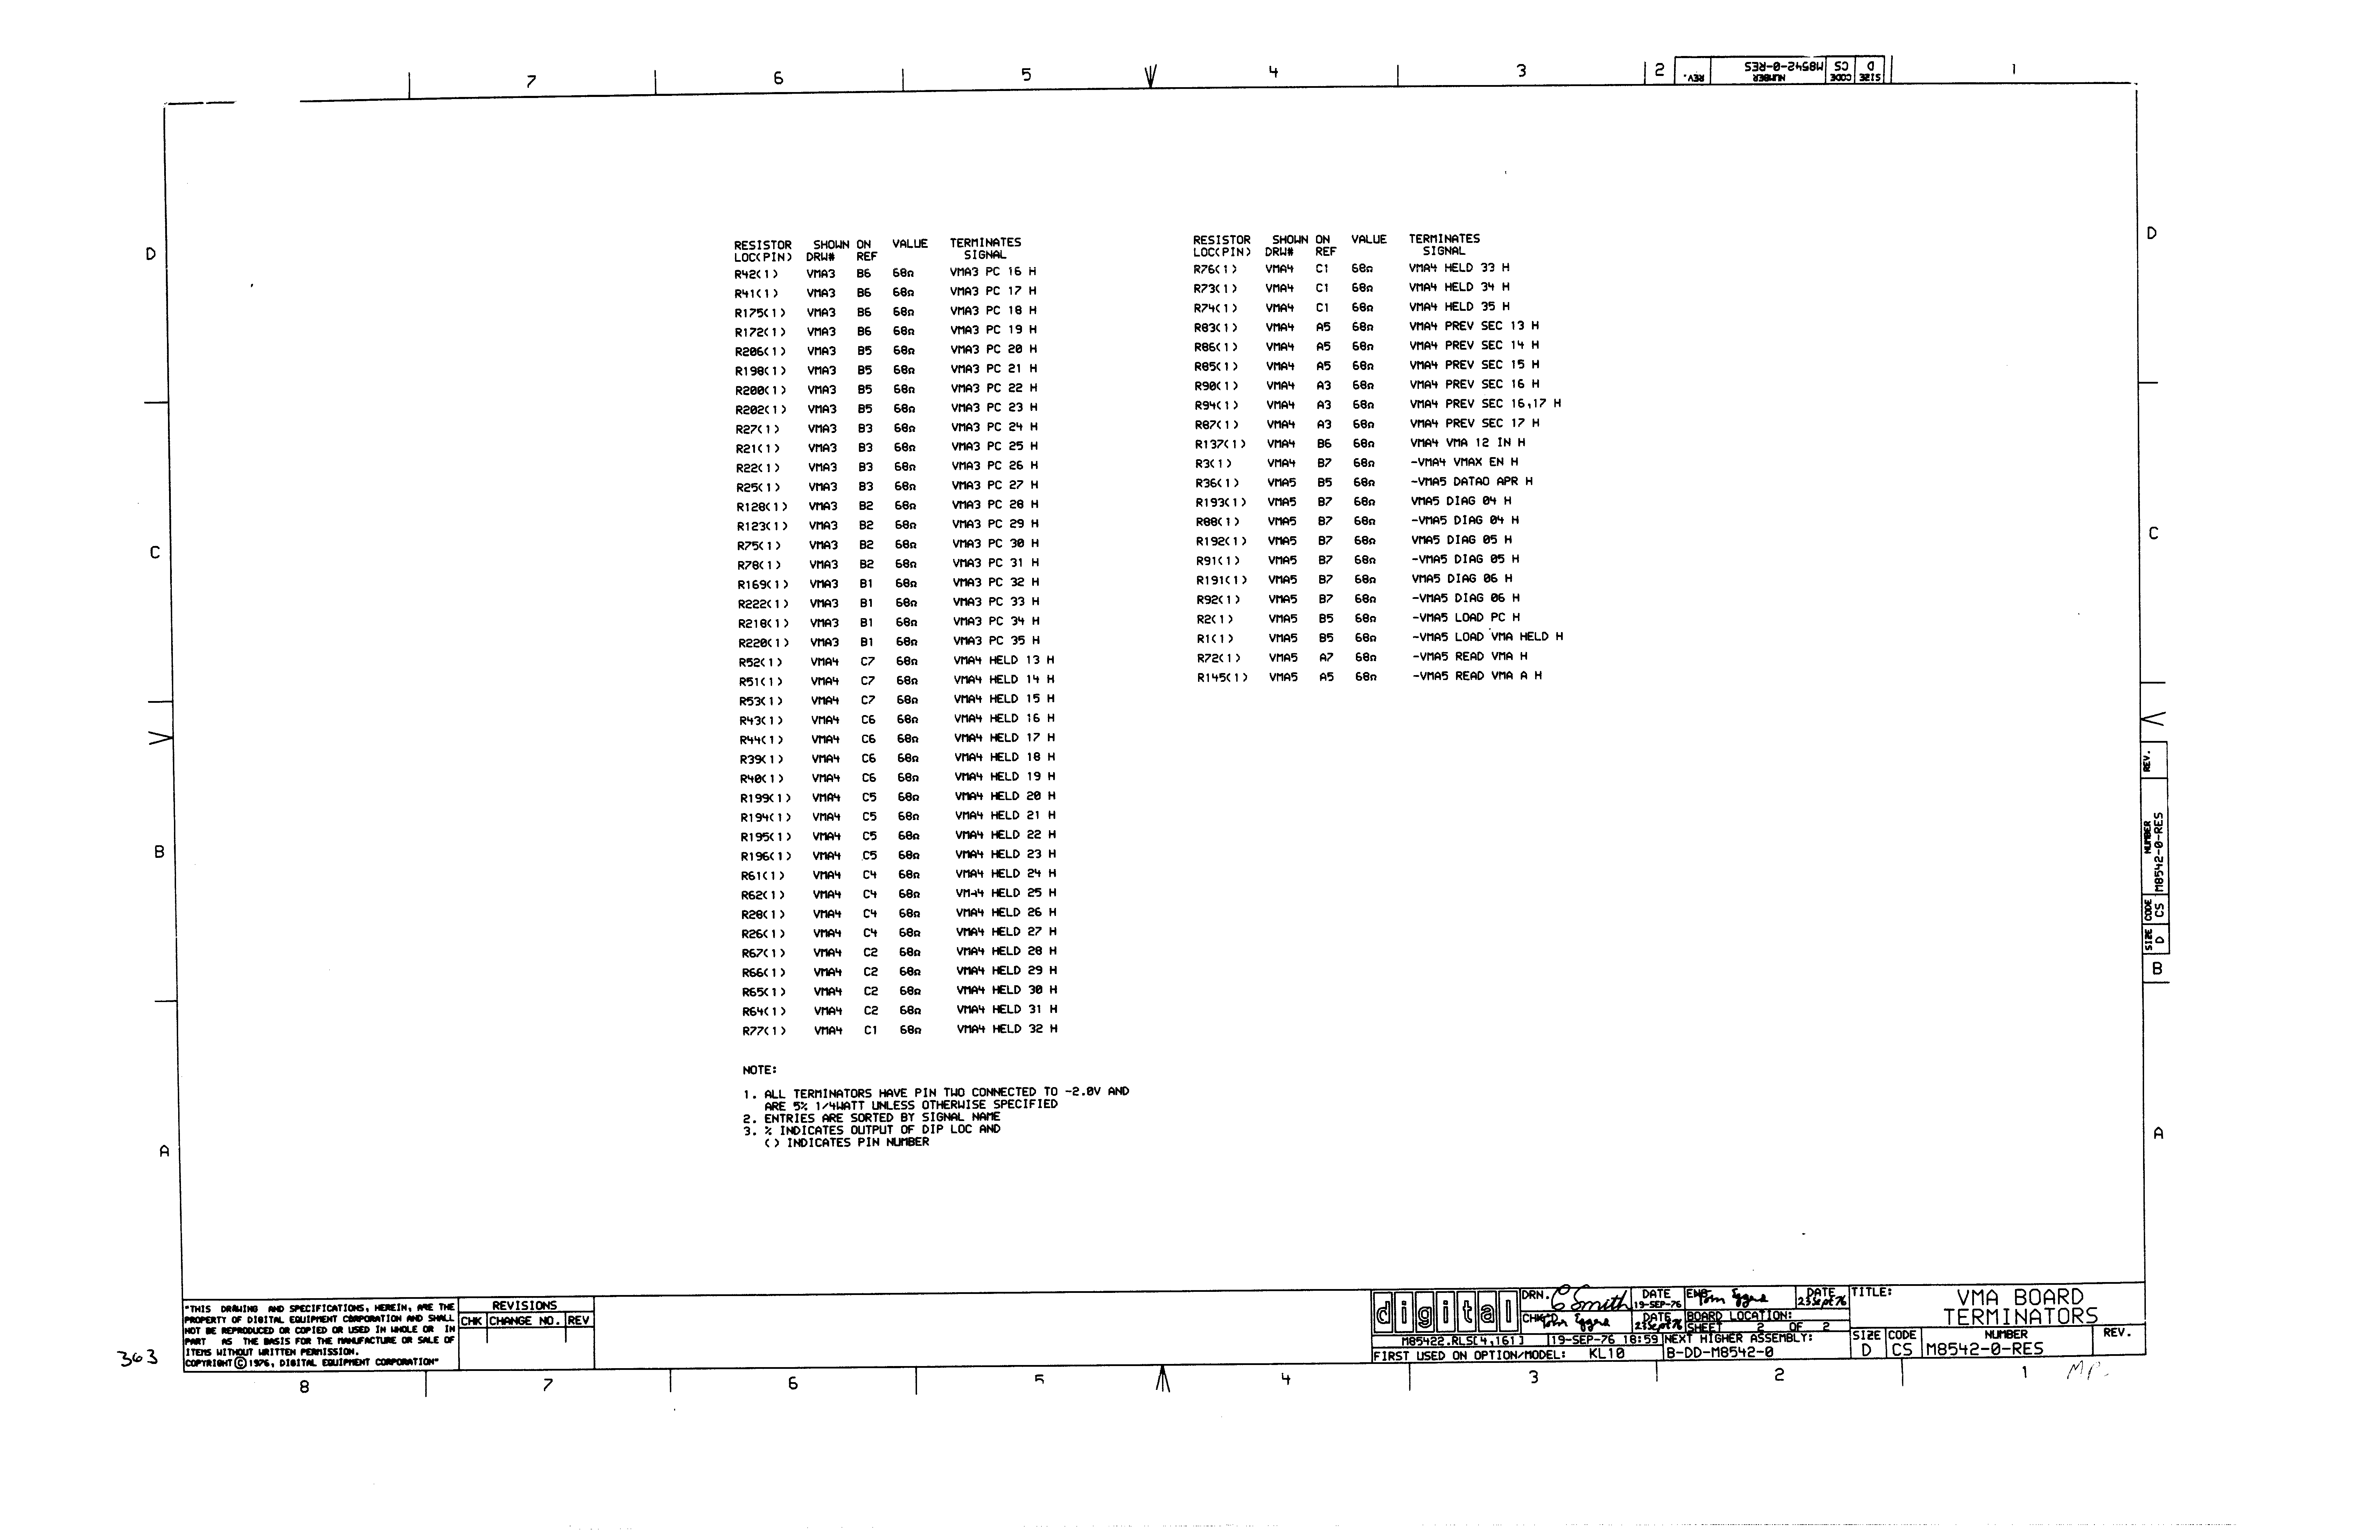 7 6 5 4 3 2 1
REV. NUMBER M8542-0-RES CODE CS SIZE D
RESISTOR SHOWN ON VALUE TERMINATES
LOC(PIN) DRW# REF SIGNAL
R42(1) VMA3 B6 68Ω VMA3 PC 16 H
R41(1) VMA3 B6 68Ω VMA3 PC 17 H
R175(1) VMA3 B6 68Ω VMA3 PC 18 H
R172(1) VMA3 B6 68Ω VMA3 PC 19 H
R206(1) VMA3 B5 68Ω VMA3 PC 20 H
R198(1) VMA3 B5 68Ω VMA3 PC 21 H
R200(1) VMA3 B5 68Ω VMA3 PC 22 H
R202(1) VMA3 B5 68Ω VMA3 PC 23 H
R27(1) VMA3 B3 68Ω VMA3 PC 24 H
R21(1) VMA3 B3 68Ω VMA3 PC 25 H
R22(1) VMA3 B3 68Ω VMA3 PC 26 H
R25(1) VMA3 B3 68Ω VMA3 PC 27 H
R128(1) VMA3 B2 68Ω VMA3 PC 28 H
R123(1) VMA3 B2 68Ω VMA3 PC 29 H
R75(1) VMA3 B2 68Ω VMA3 PC 30 H
R78(1) VMA3 B2 68Ω VMA3 PC 31 H
R169(1) VMA3 B1 68Ω VMA3 PC 32 H
R222(1) VMA3 B1 68Ω VMA3 PC 33 H
R218(1) VMA3 B1 68Ω VMA3 PC 34 H
R220(1) VMA3 B1 68Ω VMA3 PC 35 H
R52(1) VMA4 C7 68Ω VMA4 HELD 13 H
R51(1) VMA4 C7 68Ω VMA4 HELD 14 H
R53(1) VMA4 C7 68Ω VMA4 HELD 15 H
R43(1) VMA4 C6 68Ω VMA4 HELD 16 H
R44(1) VMA4 C6 68Ω VMA4 HELD 17 H
R39(1) VMA4 C6 68Ω VMA4 HELD 18 H
R40(1) VMA4 C6 68Ω VMA4 HELD 19 H
R199(1) VMA4 C5 68Ω VMA4 HELD 20 H
R194(1) VMA4 C5 68Ω VMA4 HELD 21 H
R195(1) VMA4 C5 68Ω VMA4 HELD 22 H
R196(1) VMA4 C5 68Ω VMA4 HELD 23 H
R61(1) VMA4 C4 68Ω VMA4 HELD 24 H
R62(1) VMA4 C4 68Ω VMA4 HELD 25 H
R28(1) VMA4 C4 68Ω VMA4 HELD 26 H
R26(1) VMA4 C4 68Ω VMA4 HELD 27 H
R67(1) VMA4 C2 68Ω VMA4 HELD 28 H
R66(1) VMA4 C2 68Ω VMA4 HELD 29 H
R65(1) VMA4 C2 68Ω VMA4 HELD 30 H
R64(1) VMA4 C2 68Ω VMA4 HELD 31 H
R77(1) VMA4 C1 68Ω VMA4 HELD 32 H
RESISTOR SHOWN ON VALUE TERMINATES
LOC(PIN) DRW# REF SIGNAL
R76(1) VMA4 C1 68Ω VMA4 HELD 33 H
R73(1) VMA4 C1 68Ω VMA4 HELD 34 H
R74(1) VMA4 C1 68Ω VMA4 HELD 35 H
R83(1) VMA4 A5 68Ω VMA4 PREV SEC 13 H
R86(1) VMA4 A5 68Ω VMA4 PREV SEC 14 H
R85(1) VMA4 A5 68Ω VMA4 PREV SEC 15 H
R90(1) VMA4 A3 68Ω VMA4 PREV SEC 16 H
R94(1) VMA4 A3 68Ω VMA4 PREV SEC 16,17 H
R87(1) VMA4 A3 68Ω VMA4 PREV SEC 17 H
R137(1) VMA4 B6 68Ω VMA4 VMA 12 IN H
R3(1) VMA4 B7 68Ω -VMA4 VMAX EN H
R36(1) VMA5 B5 68Ω -VMA5 DATAO APR H
R193(1) VMA5 B7 68Ω VMA5 DIAG 04 H
R88(1) VMA5 B7 68Ω -VMA5 DIAG 04 H
R192(1) VMA5 B7 68Ω VMA5 DIAG 05 H
R91(1) VMA5 B7 68Ω -VMA5 DIAG 05 H
R191(1) VMA5 B7 68Ω VMA5 DIAG 06 H
R92(1) VMA5 B7 68Ω -VMA5 DIAG 06 H
R2(1) VMA5 B5 68Ω -VMA5 LOAD PC H
R1(1) VMA5 B5 68Ω -VMA5 LOAD VMA HELD H
R72(1) VMA5 A7 68Ω -VMA5 READ VMA H
R145(1) VMA5 A5 68Ω -VMA5 READ VMA A H
NOTE:
1. ALL TERMINATORS HAVE PIN TWO CONNECTED TO -2.0V AND
ARE 5% 1/4WATT UNLESS OTHERWISE SPECIFIED
2. ENTRIES ARE SORTED BY SIGNAL NAME
3. % INDICATES OUTPUT OF DIP LOC AND
() INDICATES PIN NUMBER
D
C
B
A
D
C
REV. NUMBER M8542-0-RES CODE CS SIZE D
B
A
"THIS DRAWING AND SPECIFICATIONS, HEREIN, ARE THE
PROPERTY OF DIGITAL EQUIPMENT CORPORATION AND SHALL
NOT BE REPRODUCED OR COPIED OR USED IN WHOLE OR IN
PART AS THE BASIS FOR THE MANUFACTURE OR SALE OF
ITEMS WITHOUT WRITTEN PERMISSION.
COPYRIGHT © 1976, DIGITAL EQUIPMENT CORPORATION"
REVISIONS
CHK CHANGE NO. REV
digital
DRN. C Smith DATE 19-SEP-76 ENG. Tom Eggers DATE 23 Sept 76
CHK Tom Eggers DATE 23 Sept 76 BOARD LOCATION:
SHEET 2 OF 2
M85422.RLS[4,161] 19-SEP-76 18:59 NEXT HIGHER ASSEMBLY:
FIRST USED ON OPTION/MODEL: KL10 B-DD-M8542-0
TITLE: VMA BOARD
TERMINATORS
SIZE CODE NUMBER REV.
D CS M8542-0-RES
363
8 7 6 5 4 3 2 1